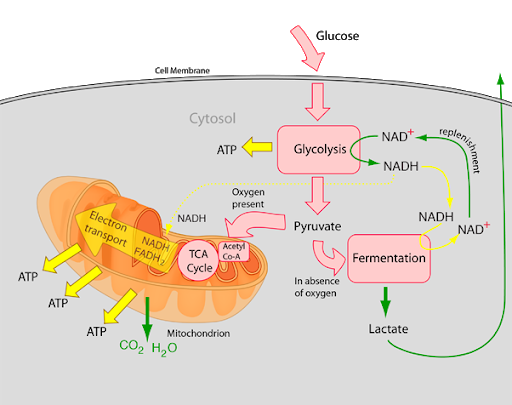 Glucose
Cell Membrane
Cytosol
ATP
Glycolysis
NAD+
NADH
replenishment
Oxygen
present
NADH
Pyruvate
NADH
NAD+
Electron
transport
NADH
FADH2
TCA
Cycle
Acetyl
Co-A
Fermentation
In absence
of oxygen
ATP
ATP
ATP
Mitochondrion
CO2 H2O
Lactate